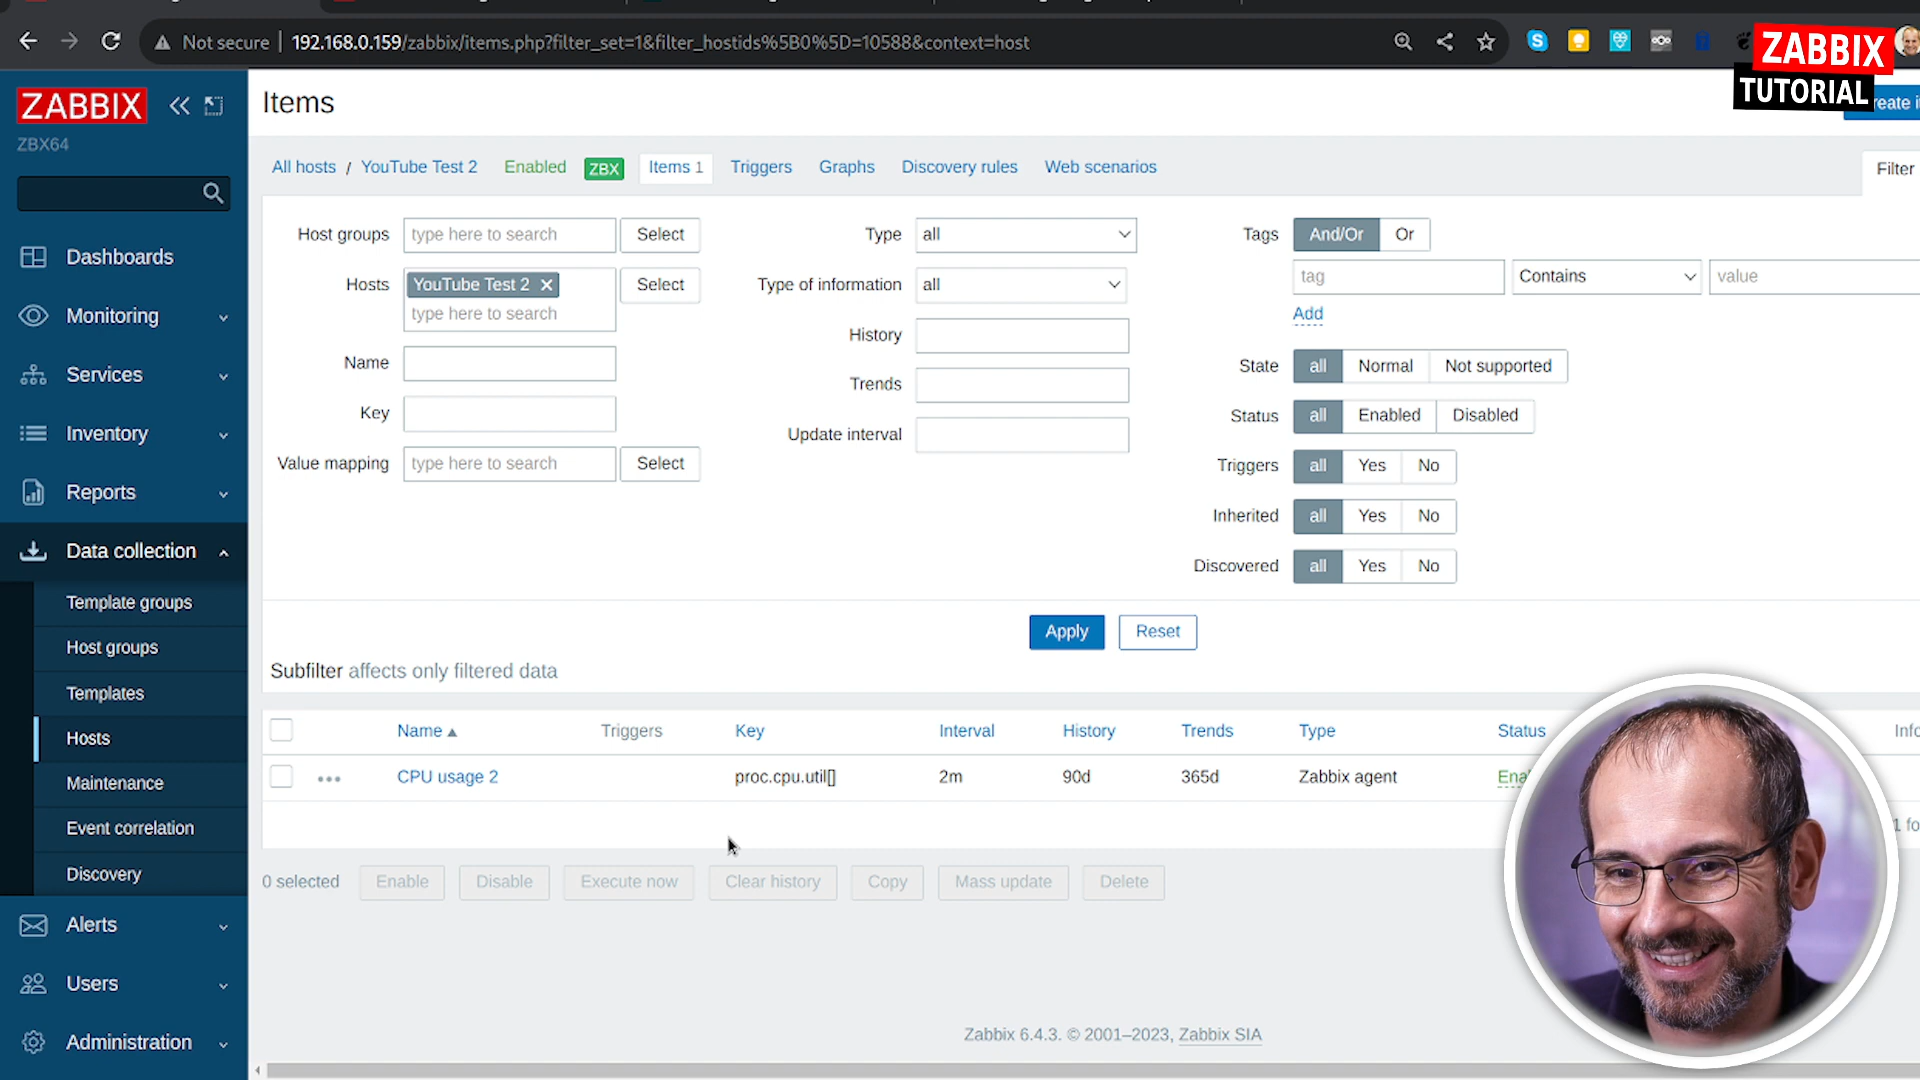 Not secure 192.168.0.159/zabbix/items.php?filter_set=1&filter_hostids%5B0%5D=10588&context=host
ZABBIX
TUTORIAL
ZABBIX
ZBX64
Dashboards
Monitoring
Services
Inventory
Reports
Data collection
Template groups
Host groups
Templates
Hosts
Maintenance
Event correlation
Discovery
Alerts
Users
Administration
Items
reate i
All hosts / YouTube Test 2 Enabled ZBX Items 1 Triggers Graphs Discovery rules Web scenarios
Filter
Host groups type here to search Select
Hosts YouTube Test 2 Select
type here to search
Name
Key
Value mapping type here to search Select
Type all
Type of information all
History
Trends
Update interval
Tags And/Or Or
tag Contains value
Add
State all Normal Not supported
Status all Enabled Disabled
Triggers all Yes No
Inherited all Yes No
Discovered all Yes No
Apply Reset
Subfilter affects only filtered data
Name Triggers Key Interval History Trends Type Status Info
CPU usage 2 proc.cpu.util[] 2m 90d 365d Zabbix agent Ena
1 fo
0 selected Enable Disable Execute now Clear history Copy Mass update Delete
Zabbix 6.4.3. © 2001–2023, Zabbix SIA